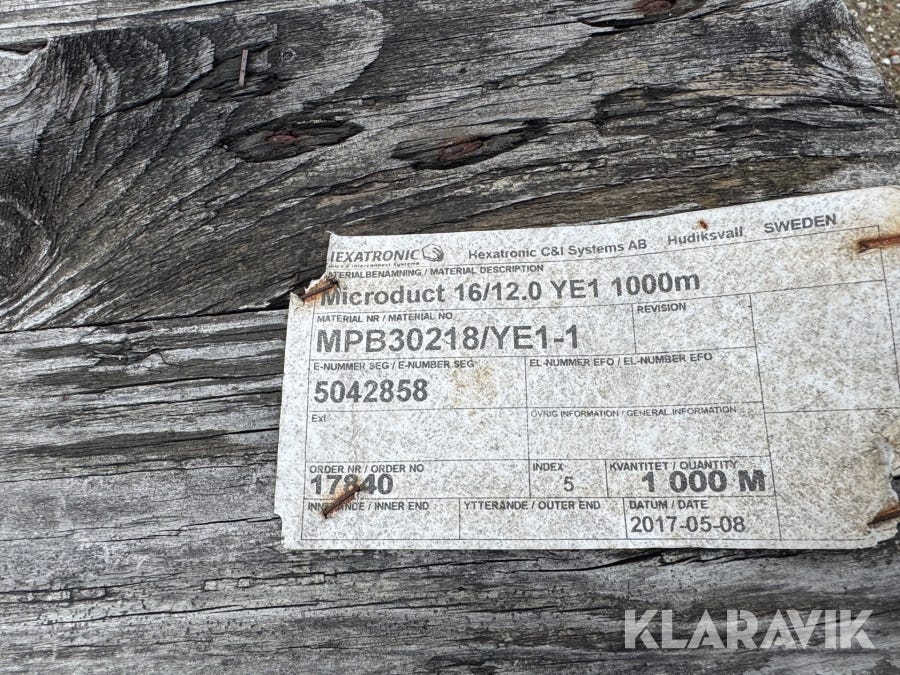 HEXATRONIC
Hexatronic C&I Systems AB Hudiksvall SWEDEN
MATERIALBENÄMNING / MATERIAL DESCRIPTION
Microduct 16/12.0 YE1 1000m
MATERIAL NR / MATERIAL NO
REVISION
MPB30218/YE1-1
E-NUMMER SEG / E-NUMBER SEG
EL-NUMMER EFO / EL-NUMBER EFO
5042858
Ext
ÖVRIG INFORMATION / GENERAL INFORMATION
ORDER NR / ORDER NO
INDEX
KVANTITET / QUANTITY
17840
5
1 000 M
INNERÄNDE / INNER END
YTTERÄNDE / OUTER END
DATUM / DATE
2017-05-08
KLARAVIK